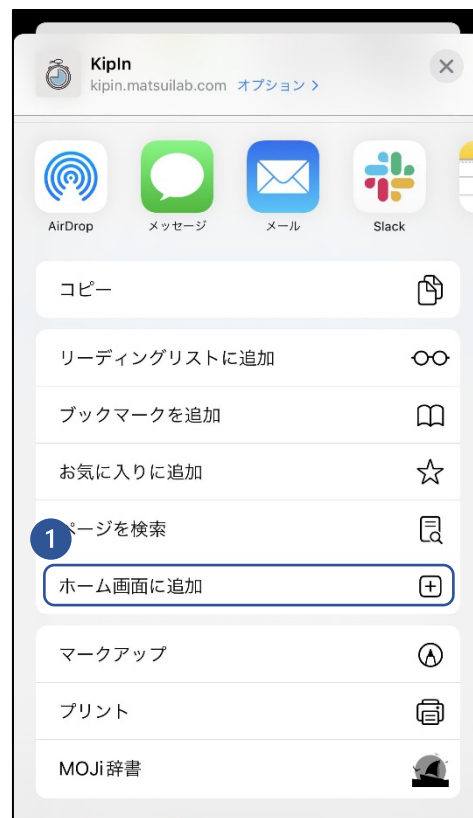 KipIn
kipin.matsuilab.com オプション >
AirDrop メッセージ メール Slack
コピー
リーディングリストに追加
ブックマークを追加
お気に入りに追加
1 ページを検索
ホーム画面に追加
マークアップ
プリント
MOJi辞書